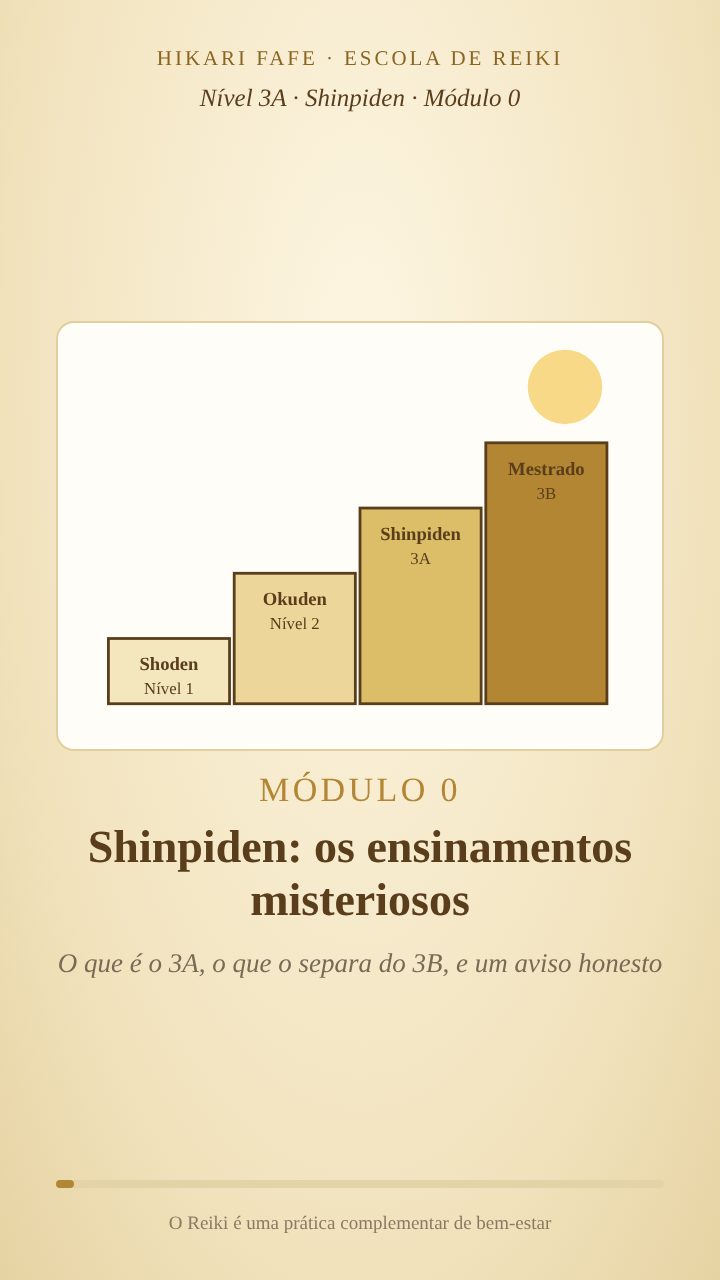 HIKARI FAFE · ESCOLA DE REIKI
Nível 3A · Shinpiden · Módulo 0
Mestrado
3B
Shinpiden
3A
Okuden
Nível 2
Shoden
Nível 1
MÓDULO 0
Shinpiden: os ensinamentos
misteriosos
O que é o 3A, o que o separa do 3B, e um aviso honesto
O Reiki é uma prática complementar de bem-estar